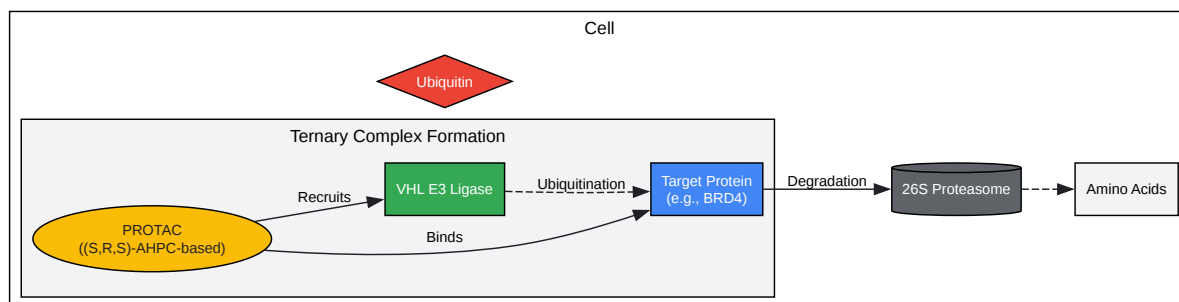 Cell
Ubiquitin
Ternary Complex Formation
VHL E3 Ligase
Ubiquitination
Target Protein
(e.g., BRD4)
Degradation
26S Proteasome
Amino Acids
Recruits
PROTAC
((S,R,S)-AHPC-based)
Binds